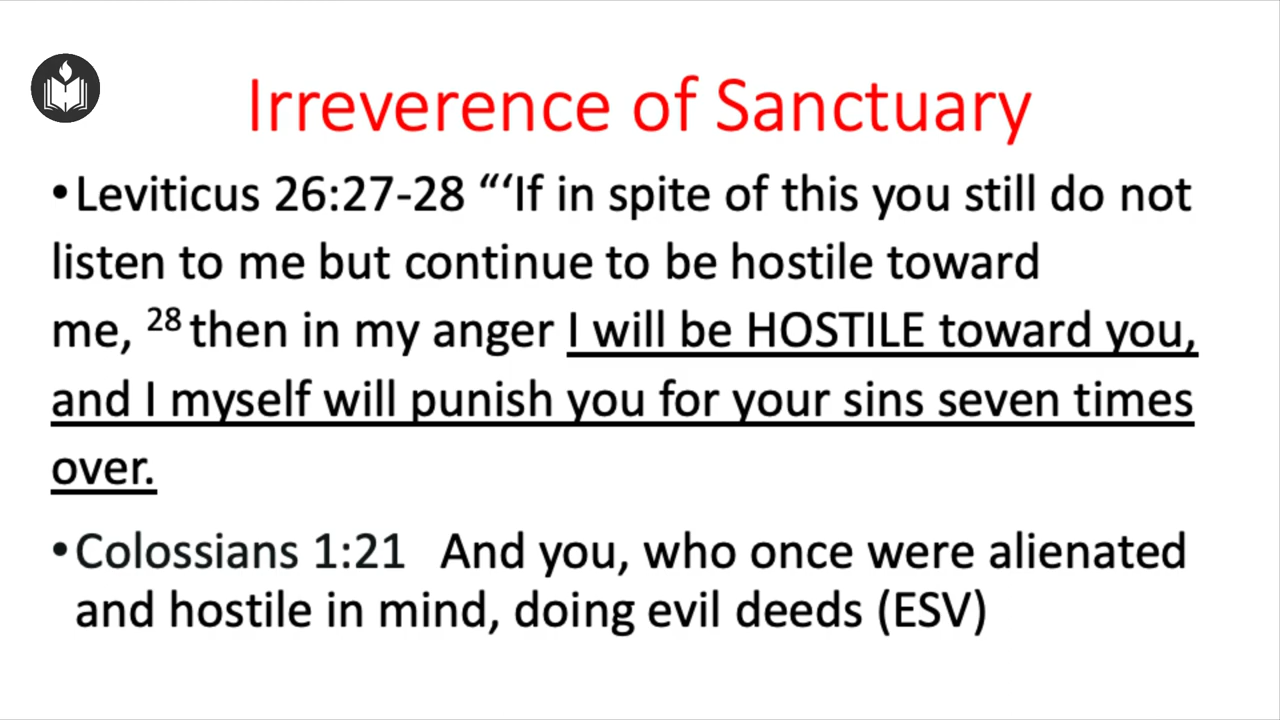 Irreverence of Sanctuary
•Leviticus 26:27-28 “‘If in spite of this you still do not
listen to me but continue to be hostile toward
me, ²⁸ then in my anger I will be HOSTILE toward you,
and I myself will punish you for your sins seven times
over.
•Colossians 1:21 And you, who once were alienated
and hostile in mind, doing evil deeds (ESV)